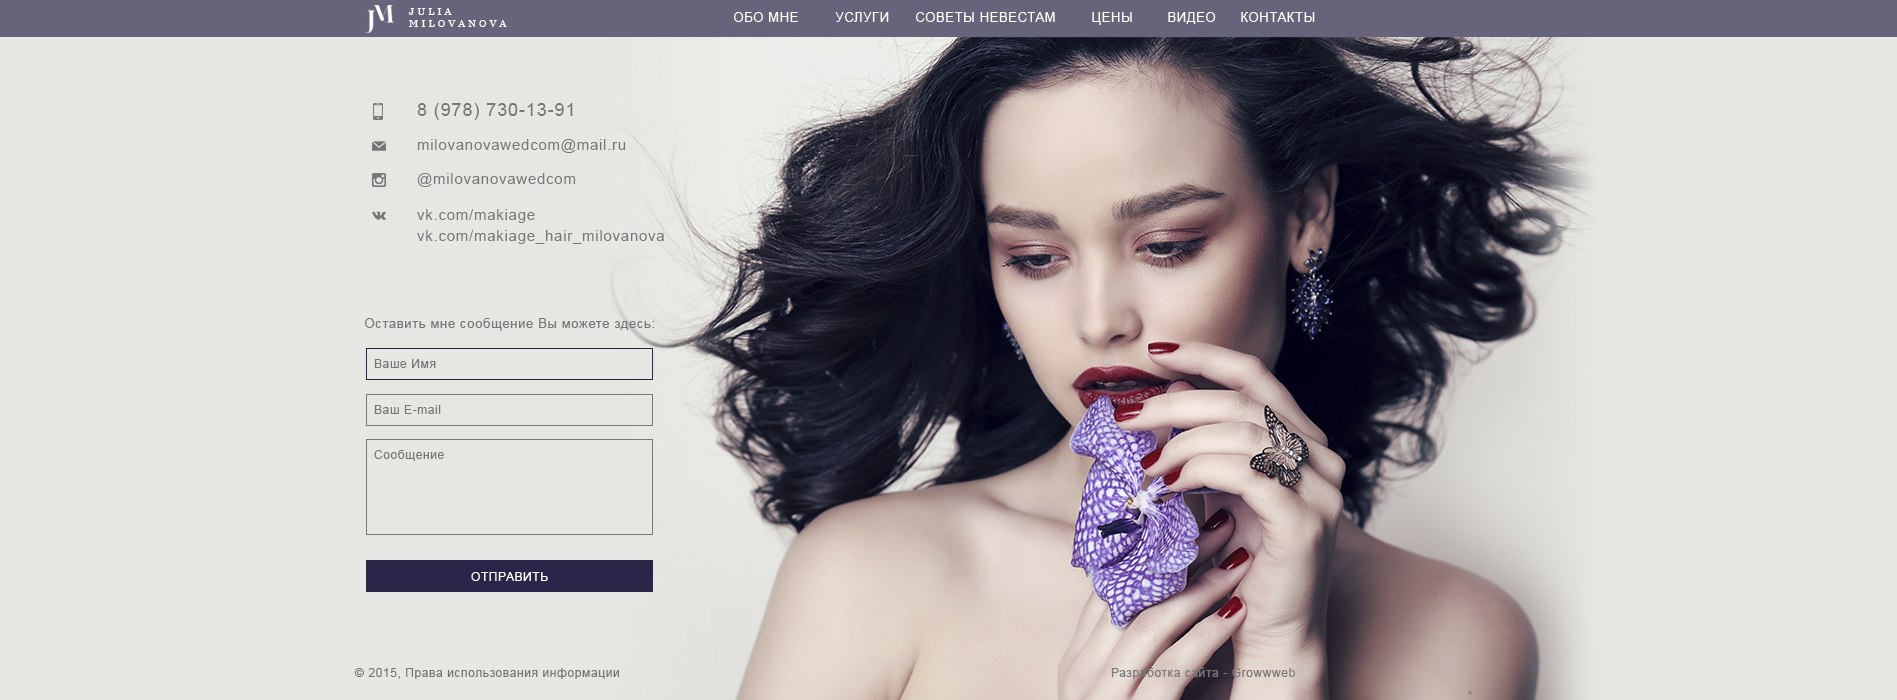 JULIA
MILOVANOVA
ОБО МНЕ УСЛУГИ СОВЕТЫ НЕВЕСТАМ ЦЕНЫ ВИДЕО КОНТАКТЫ
8 (978) 730-13-91
milovanovawedcom@mail.ru
@milovanovawedcom
vk.com/makiage
vk.com/makiage_hair_milovanova
Оставить мне сообщение Вы можете здесь:
Ваше Имя
Ваш E-mail
Сообщение
ОТПРАВИТЬ
© 2015, Права использования информации
Разработка сайта - Growwweb